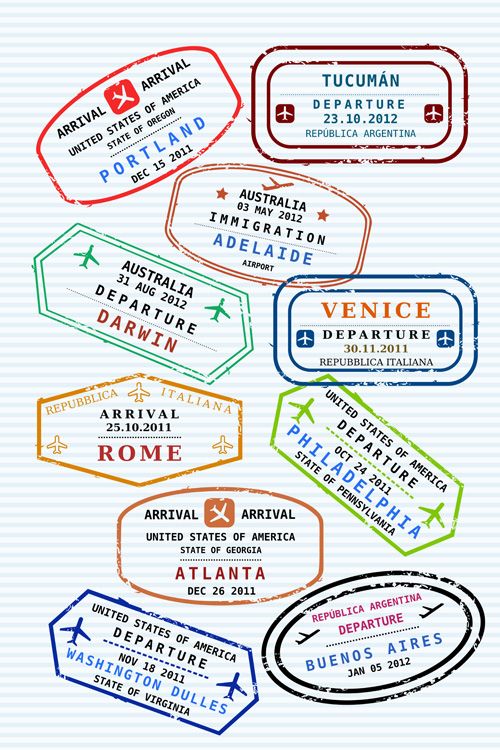 ARRIVAL ARRIVAL
UNITED STATES OF AMERICA
STATE OF OREGON
PORTLAND
DEC 15 2011
TUCUMÁN
DEPARTURE
23.10.2012
REPÚBLICA ARGENTINA
AUSTRALIA
03 MAY 2012
IMMIGRATION
ADELAIDE
AIRPORT
AUSTRALIA
31 AUG 2012
DEPARTURE
DARWIN
VENICE
DEPARTURE
30.11.2011
REPUBBLICA ITALIANA
REPUBBLICA ITALIANA
ARRIVAL
25.10.2011
ROME
UNITED STATES OF AMERICA
DEPARTURE
OCT 24 2011
PHILADELPHIA
STATE OF PENNSYLVANIA
ARRIVAL ARRIVAL
UNITED STATES OF AMERICA
STATE OF GEORGIA
ATLANTA
DEC 26 2011
UNITED STATES OF AMERICA
DEPARTURE
NOV 18 2011
WASHINGTON DULLES
STATE OF VIRGINIA
REPÚBLICA ARGENTINA
DEPARTURE
BUENOS AIRES
JAN 05 2012